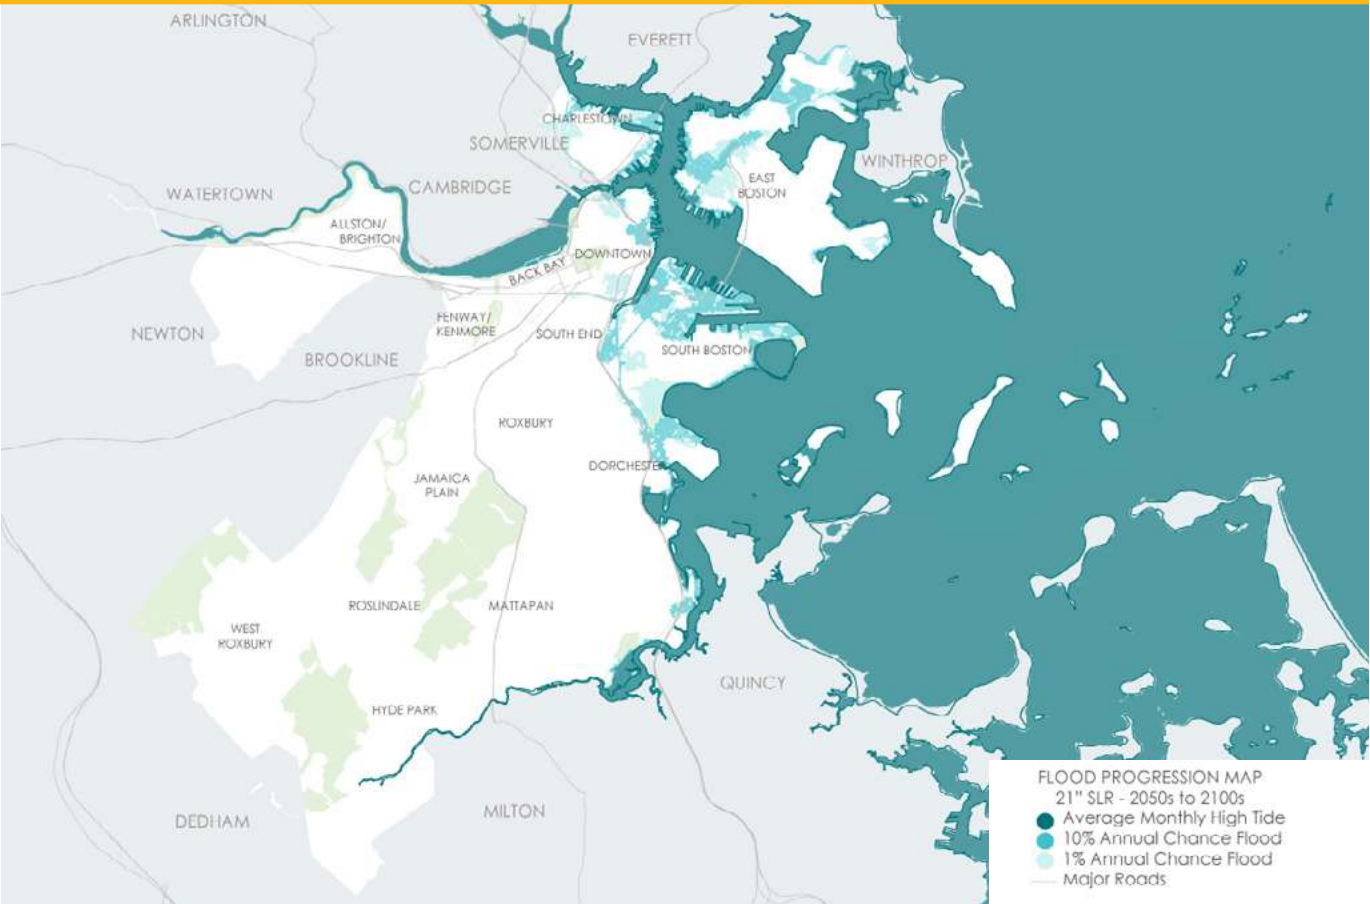 ARLINGTON
EVERETT
CHARLESTOWN
SOMERVILLE
WINTHROP
WATERTOWN
CAMBRIDGE
EAST
BOSTON
ALLSTON/
BRIGHTON
DOWNTOWN
BACK BAY
FENWAY/
KENMORE
SOUTH END
NEWTON
BROOKLINE
SOUTH BOSTON
ROXBURY
DORCHESTE
JAMAICA
PLAIN
ROSLINDALE
MATTAPAN
WEST
ROXBURY
QUINCY
HYDE PARK
DEDHAM
MILTON
FLOOD PROGRESSION MAP
21" SLR - 2050s to 2100s
Average Monthly High Tide
10% Annual Chance Flood
1% Annual Chance Flood
Major Roads